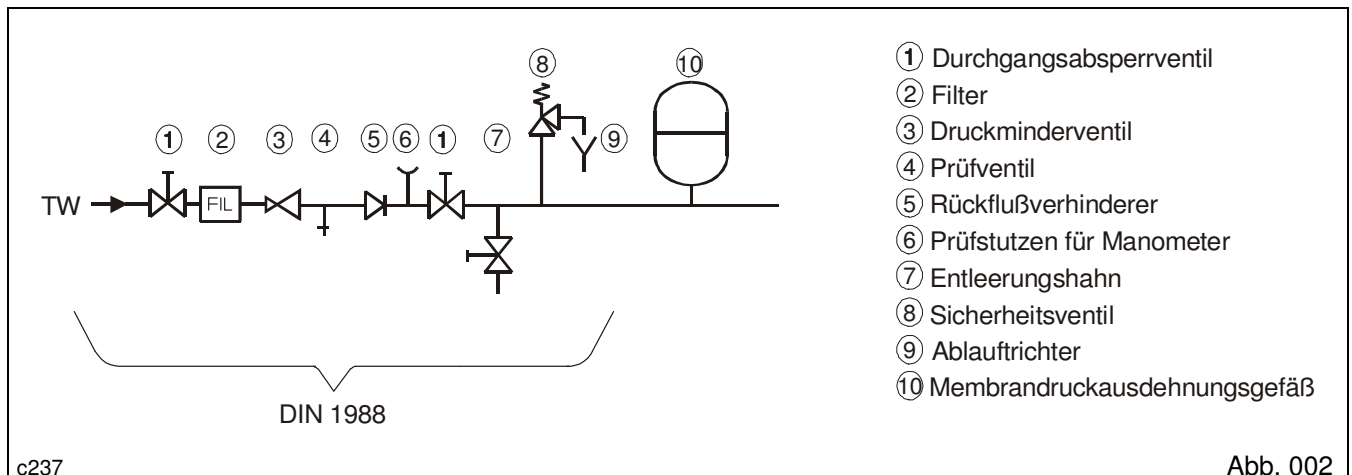 ⑧ ⑩
① ② ③ ④ ⑤ ⑥ ① ⑦ ⑨
TW FIL
DIN 1988
① Durchgangsabsperrventil
② Filter
③ Druckminderventil
④ Prüfventil
⑤ Rückflußverhinderer
⑥ Prüfstutzen für Manometer
⑦ Entleerungshahn
⑧ Sicherheitsventil
⑨ Ablauftrichter
⑩ Membrandruckausdehnungsgefäß
c237 Abb. 002